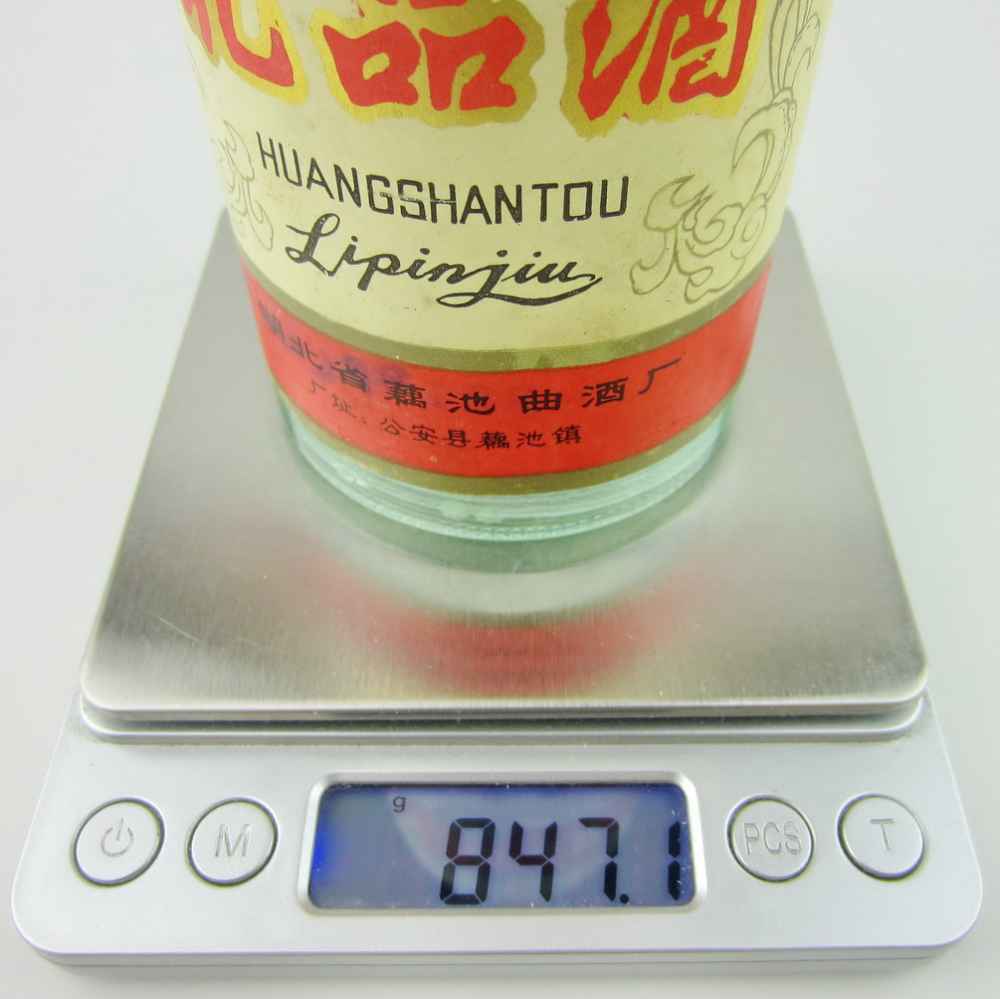 礼品酒
HUANGSHANTOU
Lipinjiu
湖北省藕池曲酒厂
厂址：公安县藕池镇
g
847.1
M
PCS
T